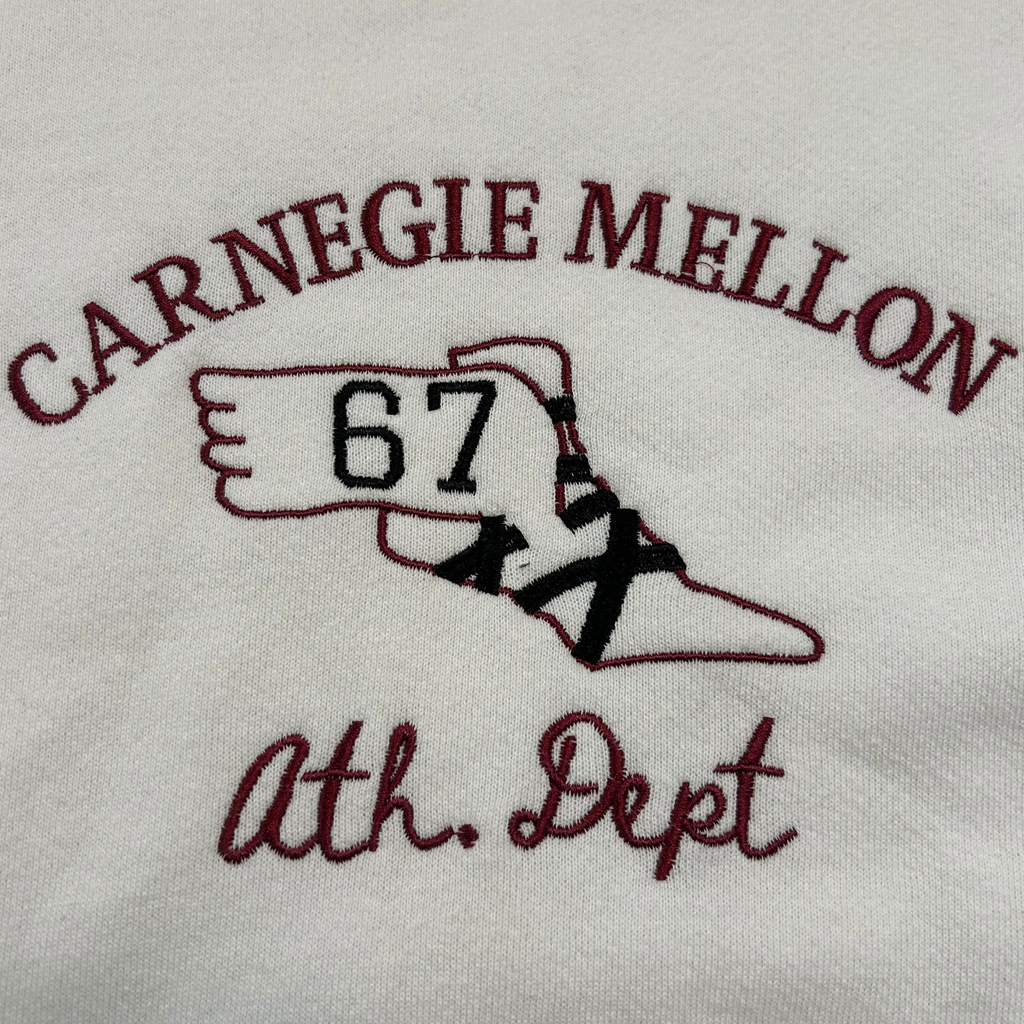 CARNEGIE MELLON
67
Ath. Dept